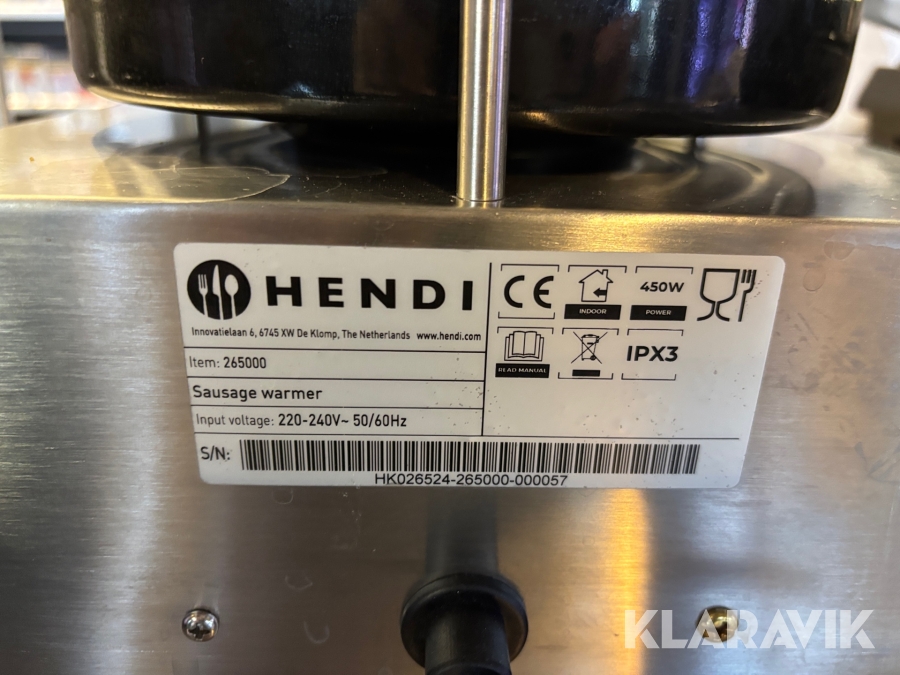 HENDI
Innovatielaan 6, 6745 XW De Klomp, The Netherlands www.hendi.com
Item: 265000
Sausage warmer
Input voltage: 220-240V~ 50/60Hz
CE
INDOOR
450W
POWER
READ MANUAL
IPX3
S/N:
HK026524-265000-000057
KLARAVIK